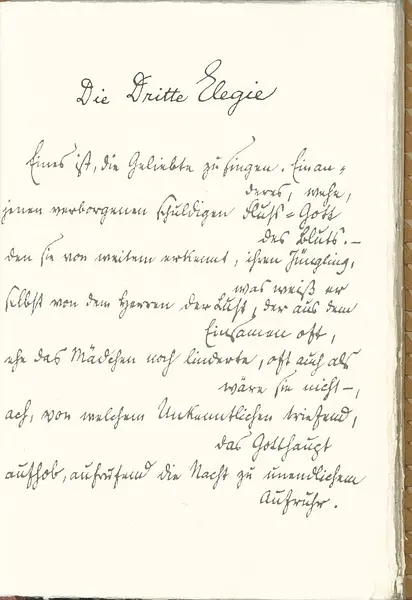 Die Dritte Elegie
Eines ist, die Geliebte zu singen. Ein an-
deres, wehe,
jenen verborgenen schuldigen Fluß-Gott
des Bluts.–
den sie von weitem erkennt, ihren Jüngling,
was weiß er
selbst von dem Herren der Lust, der aus dem
Einsamen oft,
ehe das Mädchen noch linderte, oft auch als
wäre sie nicht–,
ach, von welchem Unkenntlichen triefend,
das Gotthaupt
aufhob, aufrufend die Nacht zu unendlichem
Aufruhr.